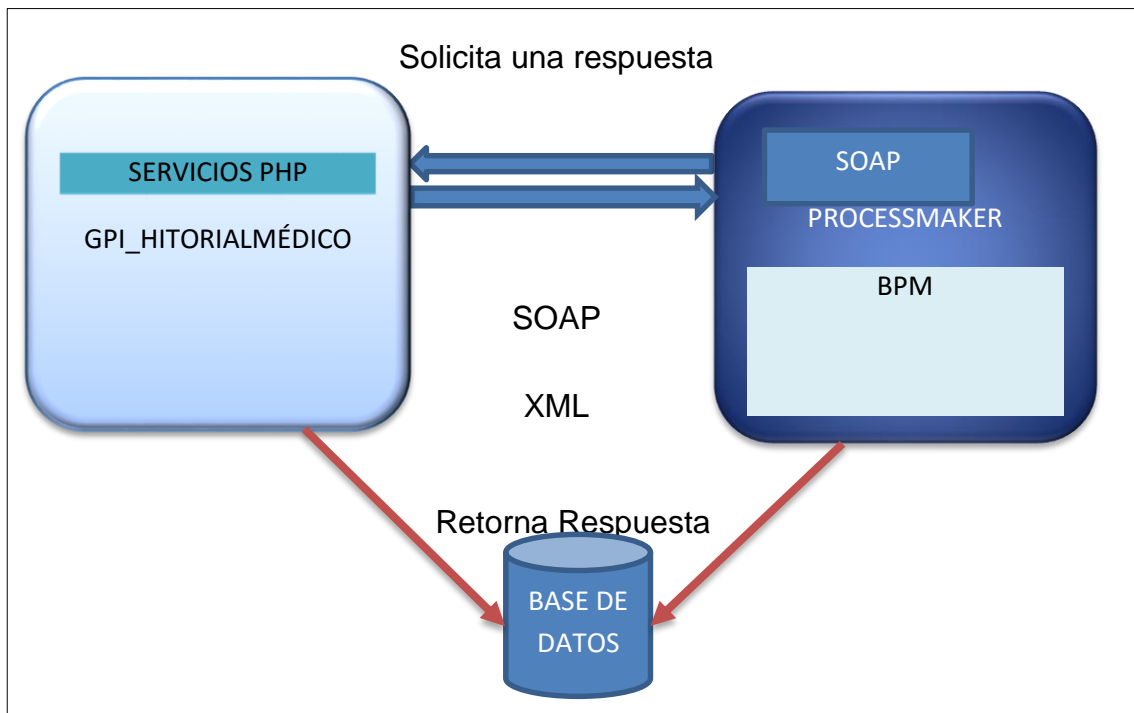 Solicita una respuesta
SERVICIOS PHP
GPI_HITORIALMÉDICO
SOAP
PROCESSMAKER
BPM
SOAP
XML
Retorna Respuesta
BASE DE
DATOS